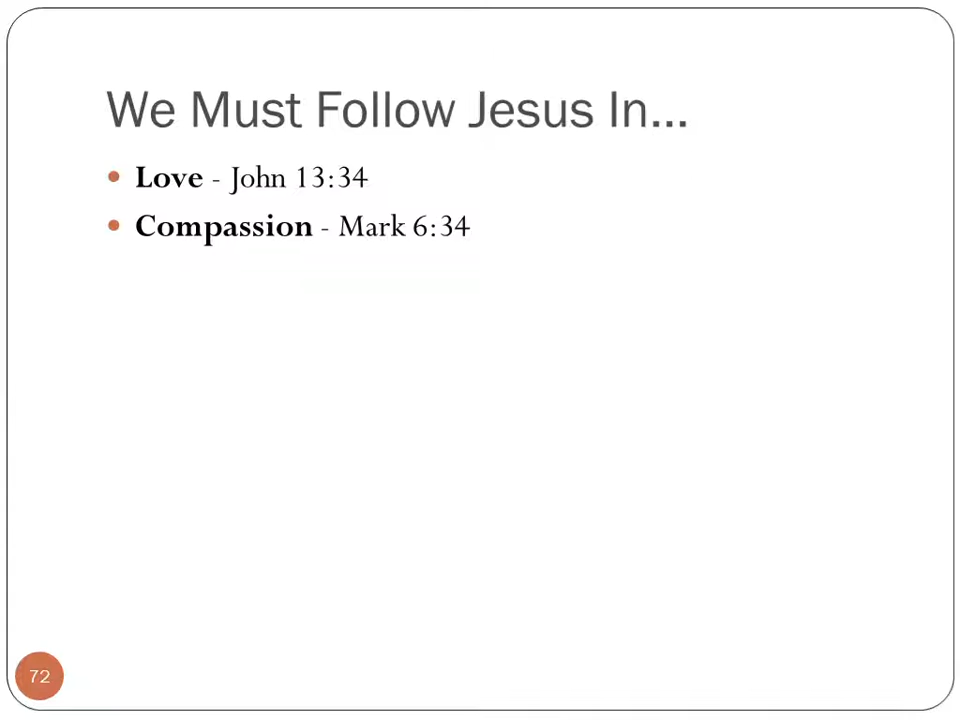 We Must Follow Jesus In...
• Love - John 13:34
• Compassion - Mark 6:34
72